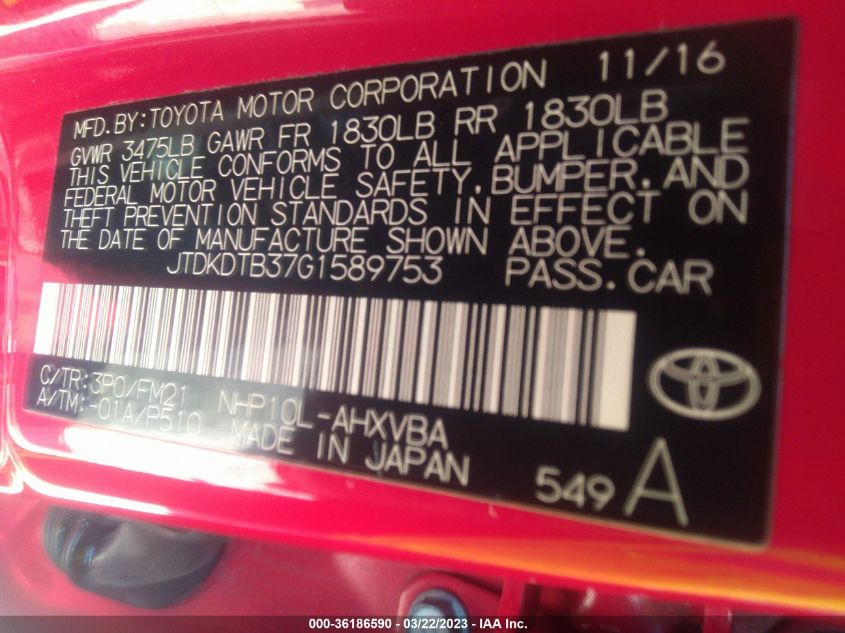 MFD.BY:TOYOTA MOTOR CORPORATION 11/16
GVWR 3475LB GAWR FR 1830LB RR 1830LB
THIS VEHICLE CONFORMS TO ALL APPLICABLE
FEDERAL MOTOR VEHICLE SAFETY,BUMPER,AND
THEFT PREVENTION STANDARDS IN EFFECT ON
THE DATE OF MANUFACTURE SHOWN ABOVE.
JTDKDTB37G1589753 PASS.CAR
C/TR:3P0/FM21 NHP10L-AHXVBA
A/TM:-01A/P510 MADE IN JAPAN
549 A
000-36186590 - 03/22/2023 - IAA Inc.